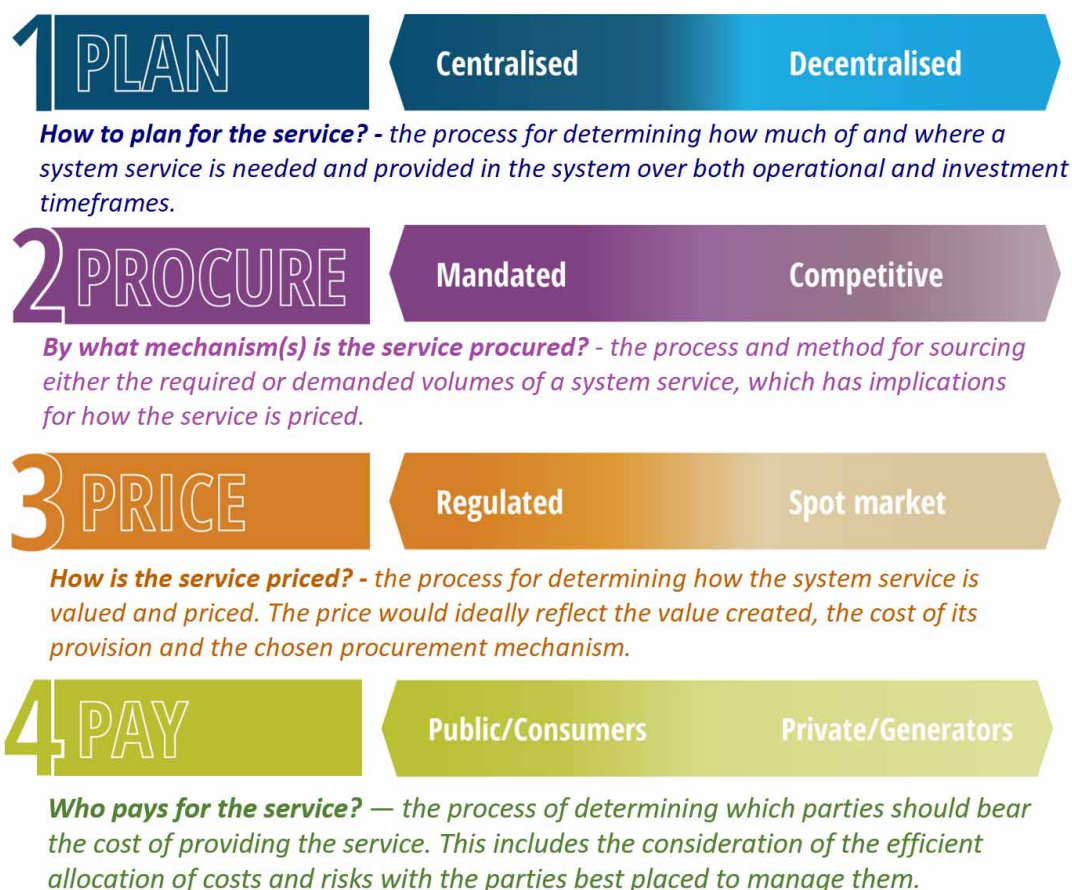 1 PLAN Centralised Decentralised
How to plan for the service? - the process for determining how much of and where a
system service is needed and provided in the system over both operational and investment
timeframes.
2 PROCURE Mandated Competitive
By what mechanism(s) is the service procured? - the process and method for sourcing
either the required or demanded volumes of a system service, which has implications
for how the service is priced.
3 PRICE Regulated Spot market
How is the service priced? - the process for determining how the system service is
valued and priced. The price would ideally reflect the value created, the cost of its
provision and the chosen procurement mechanism.
4 PAY Public/Consumers Private/Generators
Who pays for the service? — the process of determining which parties should bear
the cost of providing the service. This includes the consideration of the efficient
allocation of costs and risks with the parties best placed to manage them.